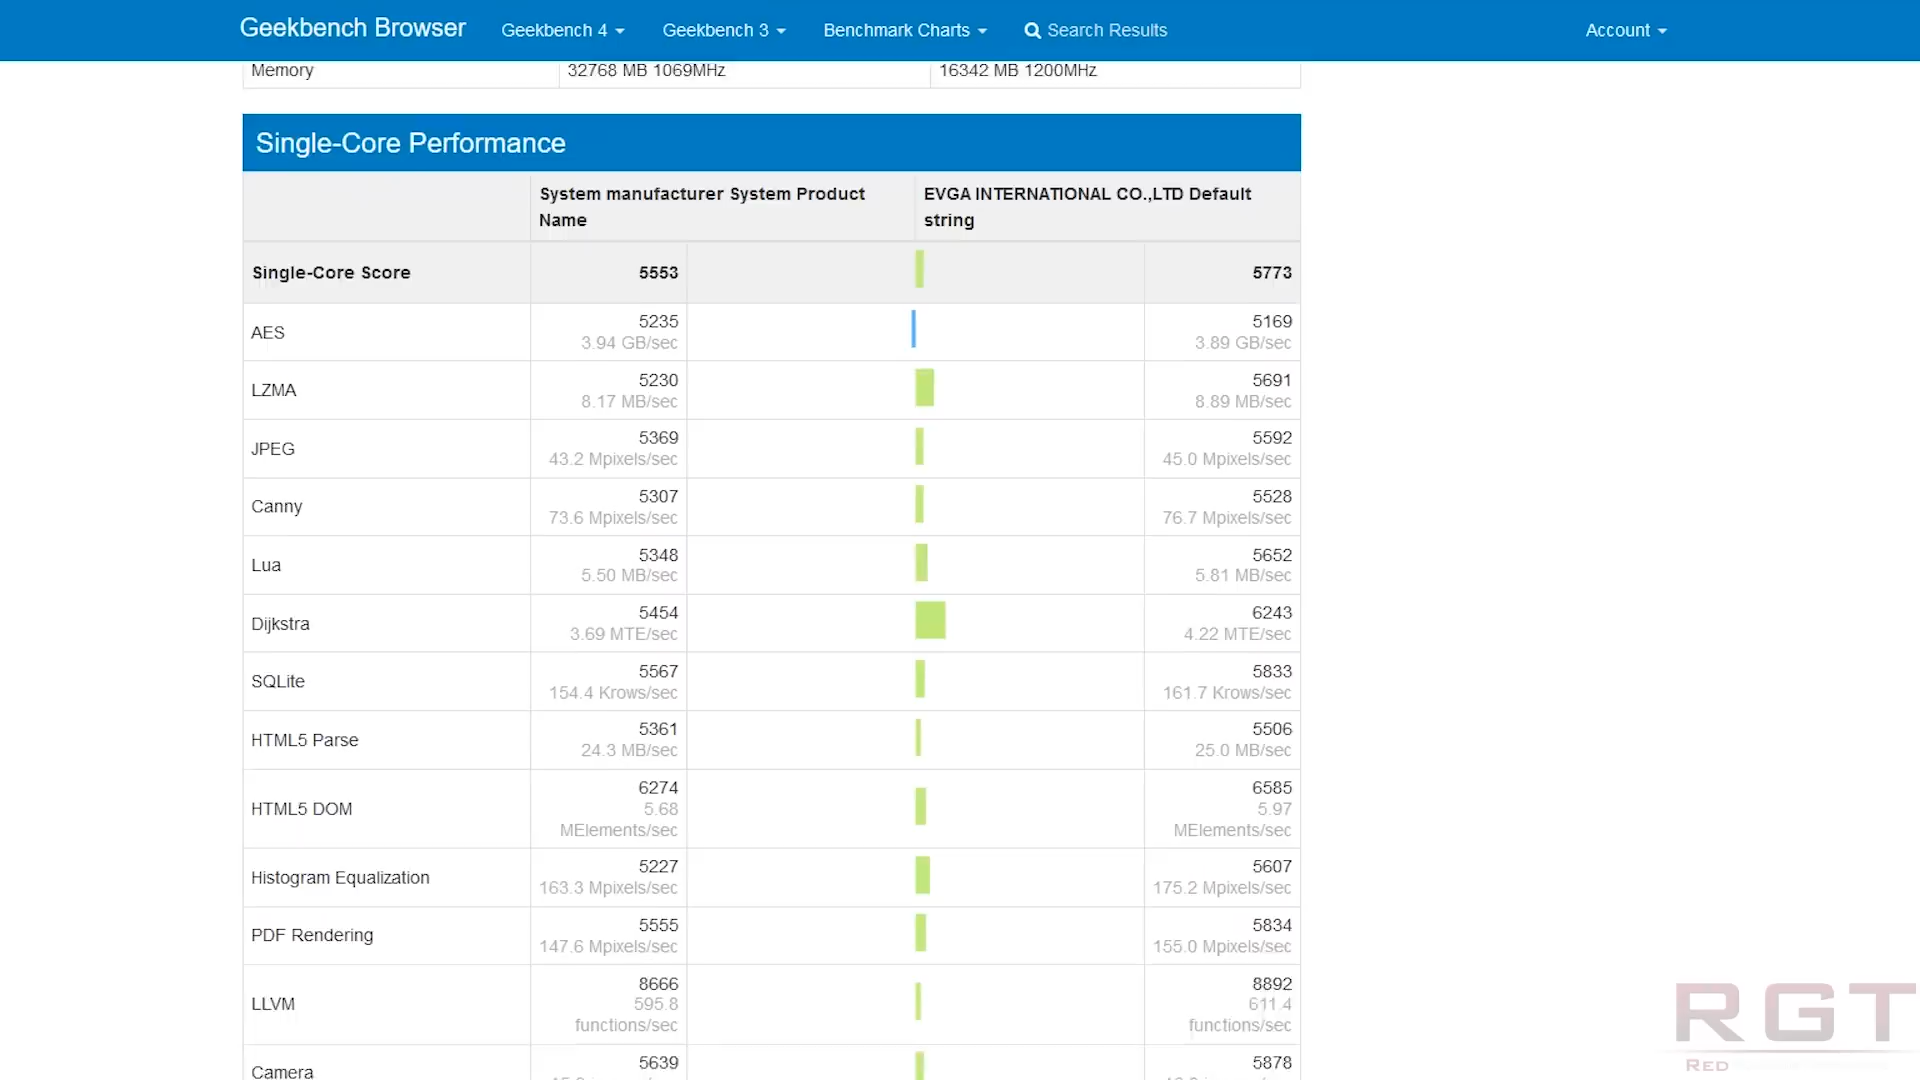 Geekbench Browser Geekbench 4 Geekbench 3 Benchmark Charts Search Results Account
Memory 32768 MB 1069MHz 16342 MB 1200MHz
Single-Core Performance
System manufacturer System Product Name EVGA INTERNATIONAL CO.,LTD Default string
Single-Core Score 5553 5773
AES 5235 5169
3.94 GB/sec 3.89 GB/sec
LZMA 5230 5691
8.17 MB/sec 8.89 MB/sec
JPEG 5369 5592
43.2 Mpixels/sec 45.0 Mpixels/sec
Canny 5307 5528
73.6 Mpixels/sec 76.7 Mpixels/sec
Lua 5348 5652
5.50 MB/sec 5.81 MB/sec
Dijkstra 5454 6243
3.69 MTE/sec 4.22 MTE/sec
SQLite 5567 5833
154.4 Krows/sec 161.7 Krows/sec
HTML5 Parse 5361 5506
24.3 MB/sec 25.0 MB/sec
HTML5 DOM 6274 6585
5.68 5.97
MElements/sec MElements/sec
Histogram Equalization 5227 5607
163.3 Mpixels/sec 175.2 Mpixels/sec
PDF Rendering 5555 5834
147.6 Mpixels/sec 155.0 Mpixels/sec
LLVM 8666 8892
595.8 611.4
functions/sec functions/sec
Camera 5639 5878
RGT
RED